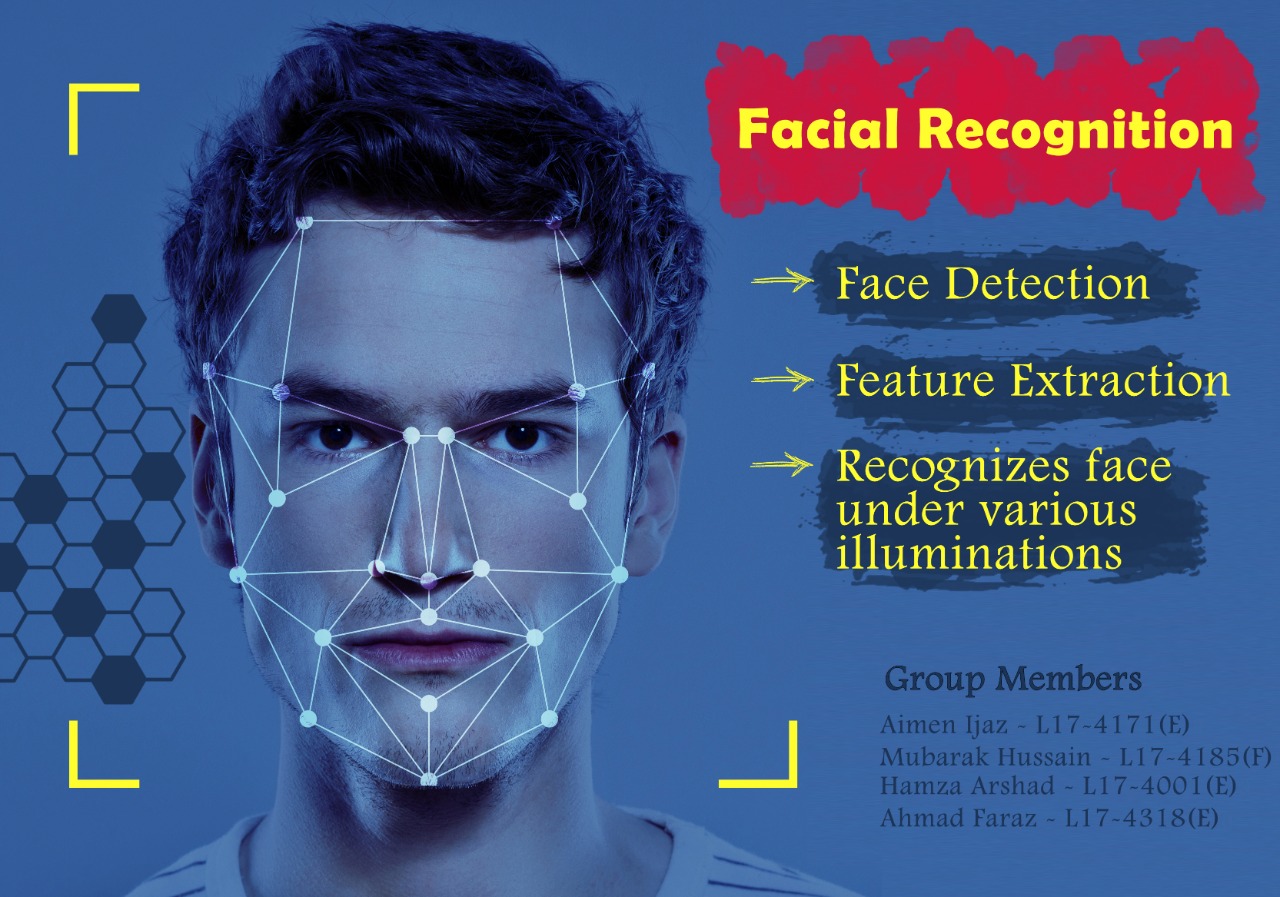 Facial Recognition
Face Detection
Feature Extraction
Recognizes face
under various
illuminations
Group Members
Aimen Ijaz - L17-4171(E)
Mubarak Hussain - L17-4185(F)
Hamza Arshad - L17-4001(E)
Ahmad Faraz - L17-4318(E)